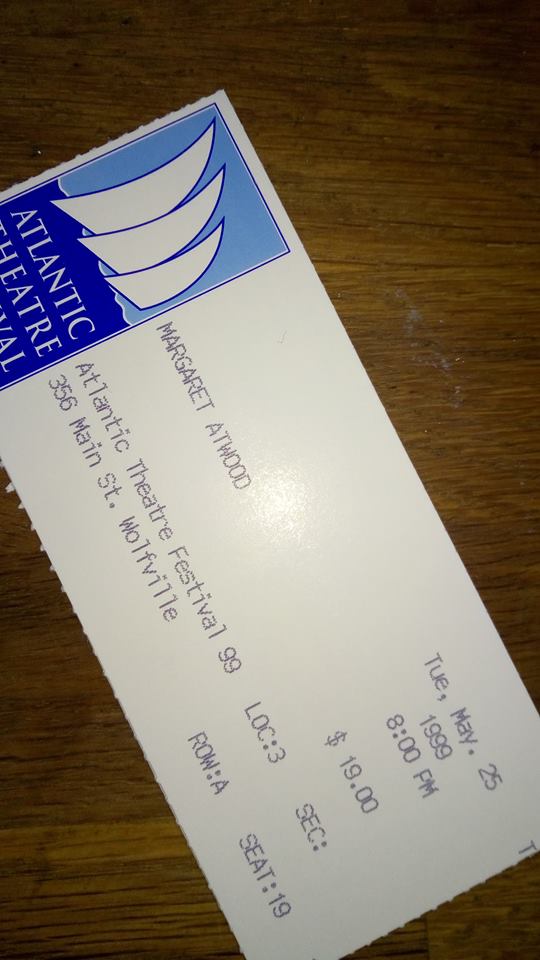 ATLANTIC
THEATRE
MARGARET ATWOOD
Atlantic Theatre Festival 99
356 Main St. Wolfville
Tue, May. 25
1999
8:00 PM
$ 19.00
LOC:3 SEC:
ROW:A SEAT:19